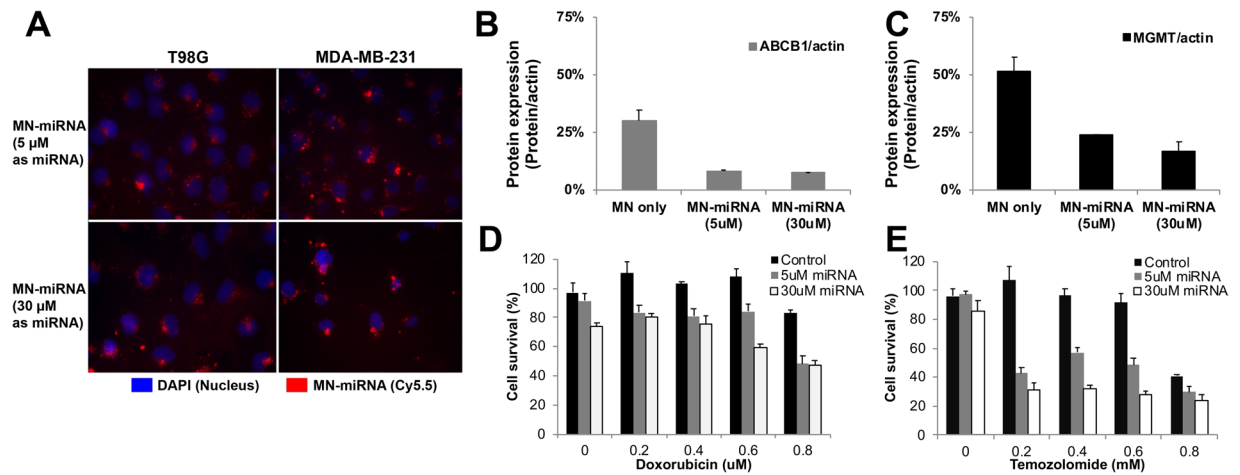 A
T98G
MDA-MB-231
MN-miRNA
(5 µM
as miRNA)
MN-miRNA
(30 µM
as miRNA)
DAPI (Nucleus)
MN-miRNA (Cy5.5)
B
Protein expression
(Protein/actin)
75%
50%
25%
0%
ABCB1/actin
MN only
MN-miRNA
(5uM)
MN-miRNA
(30uM)
C
Protein expression
(Protein/actin)
75%
50%
25%
0%
MGMT/actin
MN only
MN-miRNA
(5uM)
MN-miRNA
(30uM)
D
Cell survival (%)
120
100
80
60
40
20
0
Control
5uM miRNA
30uM miRNA
0 0.2 0.4 0.6 0.8
Doxorubicin (uM)
E
Cell survival (%)
120
100
80
60
40
20
0
Control
5uM miRNA
30uM miRNA
0 0.2 0.4 0.6 0.8
Temozolomide (mM)